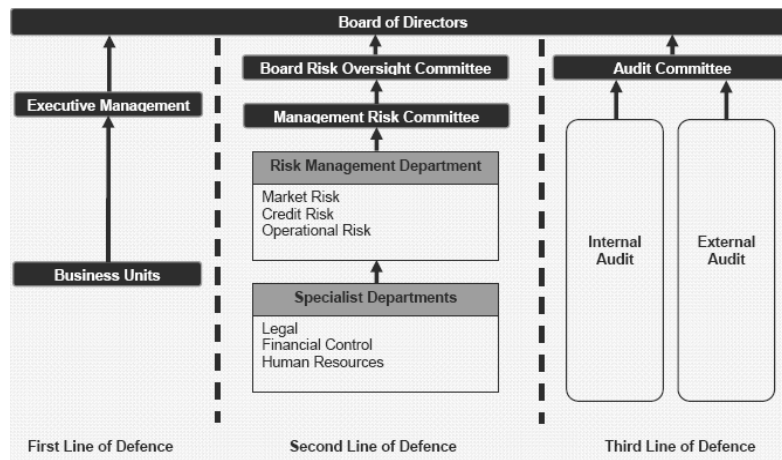 Board of Directors
Board Risk Oversight Committee
Audit Committee
Executive Management
Management Risk Committee
Risk Management Department
Market Risk
Credit Risk
Operational Risk
Internal
Audit
External
Audit
Business Units
Specialist Departments
Legal
Financial Control
Human Resources
First Line of Defence
Second Line of Defence
Third Line of Defence